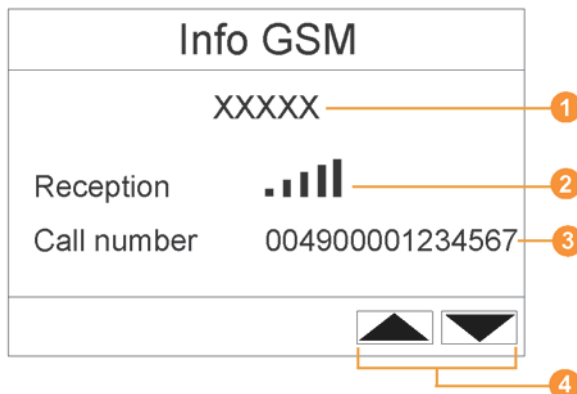 Info GSM
XXXXX
1
Reception
2
Call number 004900001234567
3
4